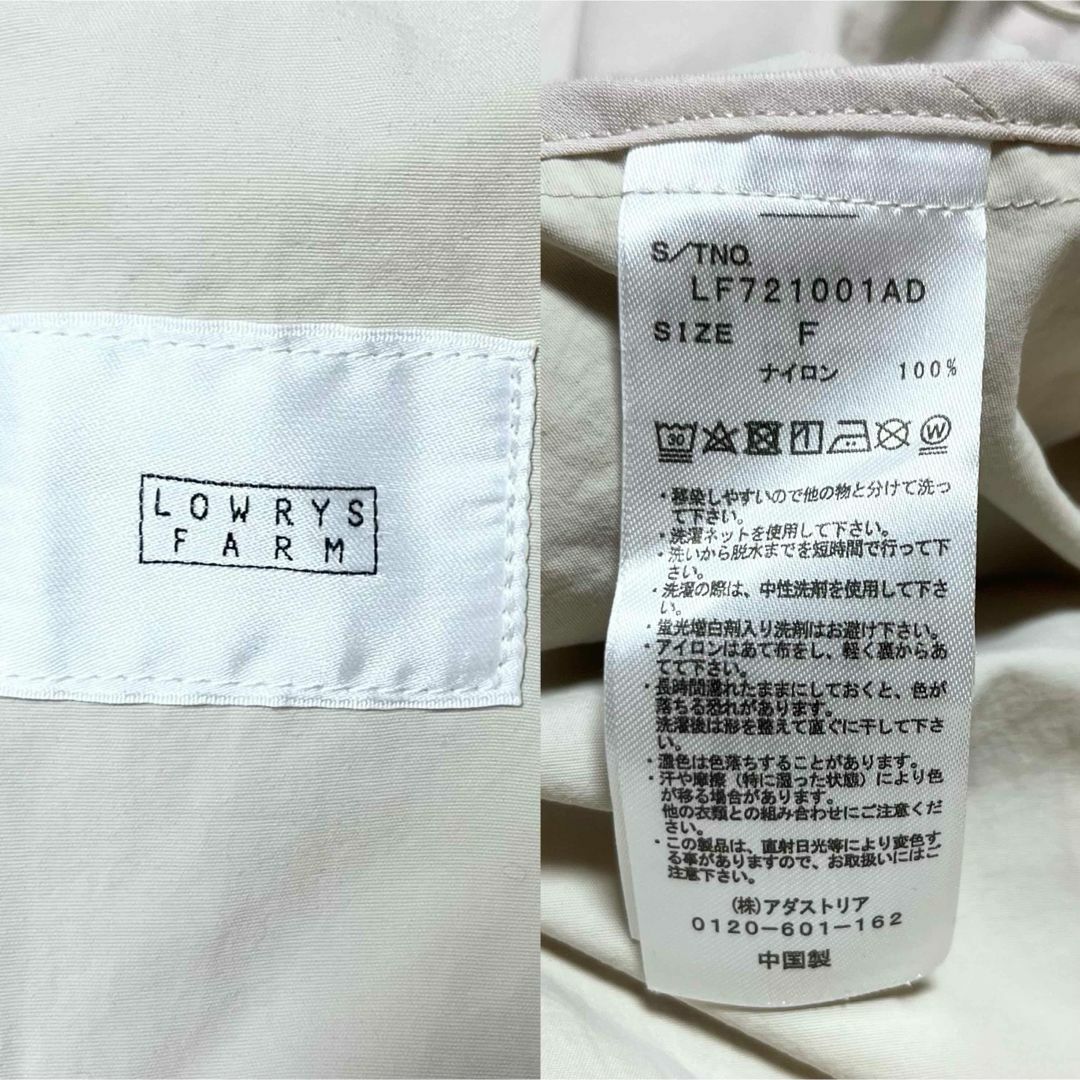 LOWRYS
FARM
S/TNO.
LF721001AD
SIZE F
ナイロン 100%
30
W
・移染しやすいので他の物と分けて洗っ
て下さい。
・洗濯ネットを使用して下さい。
・洗いから脱水までを短時間で行って下
さい。
・洗濯の際は、中性洗剤を使用して下さ
い。
・蛍光増白剤入り洗剤はお避け下さい。
・アイロンはあて布をし、軽く裏からあ
てて下さい。
・長時間濡れたままにしておくと、色が
落ちる恐れがあります。
洗濯後は形を整えて直ぐに干して下さ
い。
・濃色は色落ちすることがあります。
・汗や摩擦（特に湿った状態）により色
が移る場合があります。
他の衣類との組み合わせにご注意くだ
さい。
・この製品は、直射日光等により変色す
る事がありますので、お取扱いにはご
注意下さい。
(株)アダストリア
0120-601-162
中国製